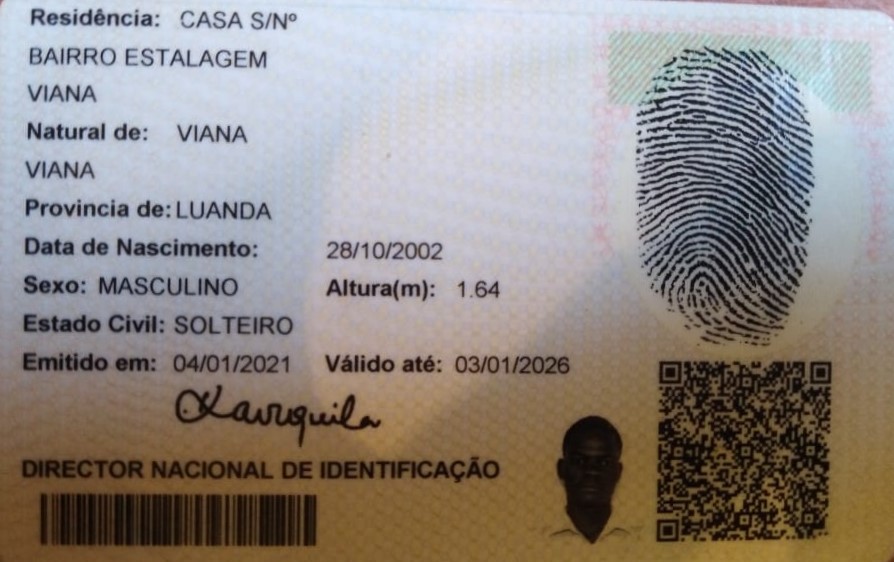 Residência: CASA S/Nº
BAIRRO ESTALAGEM
VIANA
Natural de: VIANA
VIANA
Provincia de: LUANDA
Data de Nascimento: 28/10/2002
Sexo: MASCULINO Altura(m): 1.64
Estado Civil: SOLTEIRO
Emitido em: 04/01/2021 Válido até: 03/01/2026
DIRECTOR NACIONAL DE IDENTIFICAÇÃO